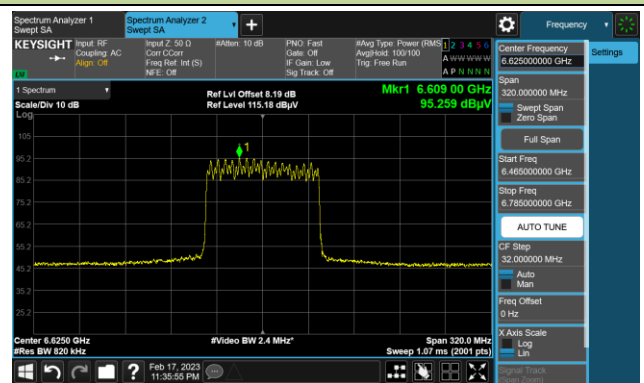 Spectrum Analyzer 1
Swept SA
Spectrum Analyzer 2
Swept SA
Frequency
KEYSIGHT
Input: RF
Coupling: AC
Align: Off
Input Z: 50 Ω
Corr CCorr
Freq Ref: Int (S)
NFE: Off
#Atten: 10 dB
PNO: Fast
Gate: Off
IF Gain: Low
Sig Track: Off
#Avg Type: Power (RMS)
Avg|Hold: 100/100
Trig: Free Run
1 2 3 4 5 6
A W W W W W
A P N N N N
LW
Center Frequency
6.625000000 GHz
Settings
Span
320.000000 MHz
Swept Span
Zero Span
Full Span
Start Freq
6.465000000 GHz
Stop Freq
6.785000000 GHz
AUTO TUNE
CF Step
32.000000 MHz
Auto
Man
Freq Offset
0 Hz
X Axis Scale
Log
Lin
Signal Track
(Span Zoom)
1 Spectrum
Scale/Div 10 dB
Log
Ref Lvl Offset 8.19 dB
Ref Level 115.18 dBµV
Mkr1 6.609 00 GHz
95.259 dBµV
1
105
95.2
85.2
75.2
65.2
55.2
45.2
35.2
25.2
Center 6.6250 GHz
#Res BW 820 kHz
#Video BW 2.4 MHz*
Span 320.0 MHz
Sweep 1.07 ms (2001 pts)
Feb 17, 2023
11:35:55 PM